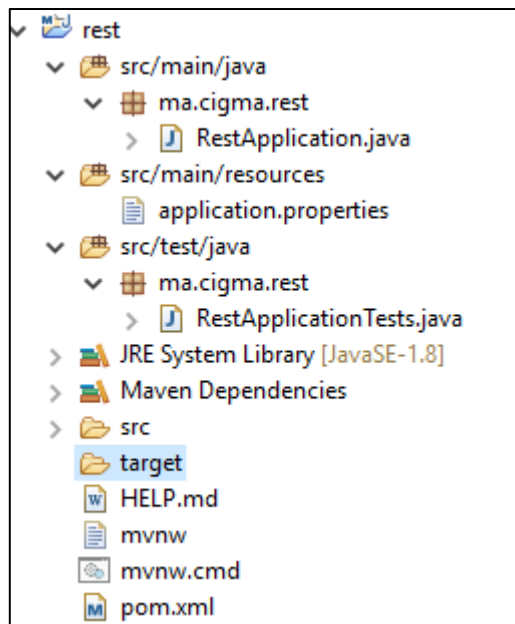 rest
src/main/java
ma.cigma.rest
RestApplication.java
src/main/resources
application.properties
src/test/java
ma.cigma.rest
RestApplicationTests.java
JRE System Library [JavaSE-1.8]
Maven Dependencies
src
target
HELP.md
mvnw
mvnw.cmd
pom.xml